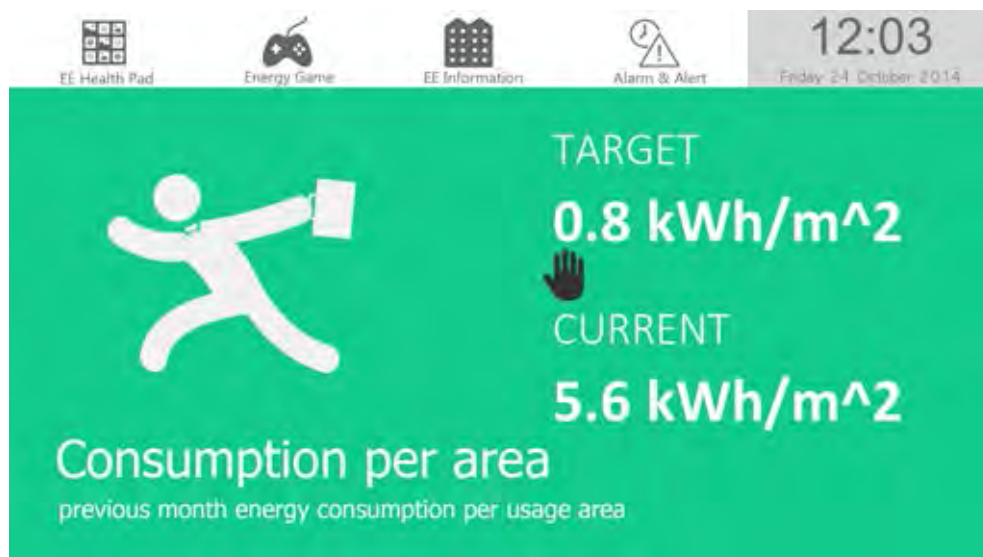 EE Health Pad
Energy Game
EE Information
Alarm & Alert
12:03
Friday 24 October 2014
TARGET
0.8 kWh/m^2
CURRENT
5.6 kWh/m^2
Consumption per area
previous month energy consumption per usage area